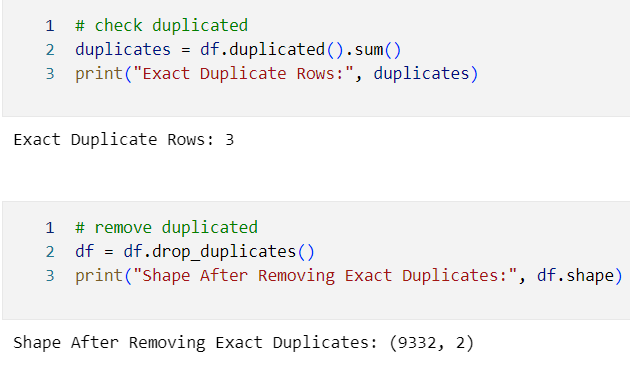 1 # check duplicated
2 duplicates = df.duplicated().sum()
3 print("Exact Duplicate Rows:", duplicates)
Exact Duplicate Rows: 3
1 # remove duplicated
2 df = df.drop_duplicates()
3 print("Shape After Removing Exact Duplicates:", df.shape)
Shape After Removing Exact Duplicates: (9332, 2)